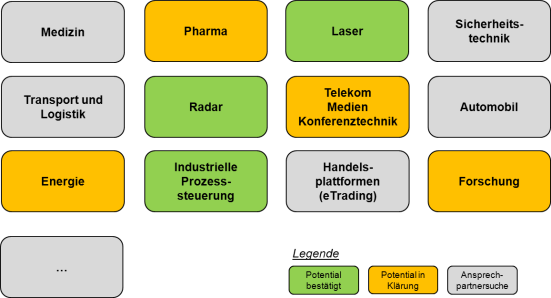 Medizin
Pharma
Laser
Sicherheits-
technik
Transport und
Logistik
Radar
Telekom
Medien
Konferenztechnik
Automobil
Energie
Industrielle
Prozess-
steuerung
Handels-
plattformen
(eTrading)
Forschung
...
Legende
Potential
bestätigt
Potential in
Klärung
Ansprech-
partnersuche